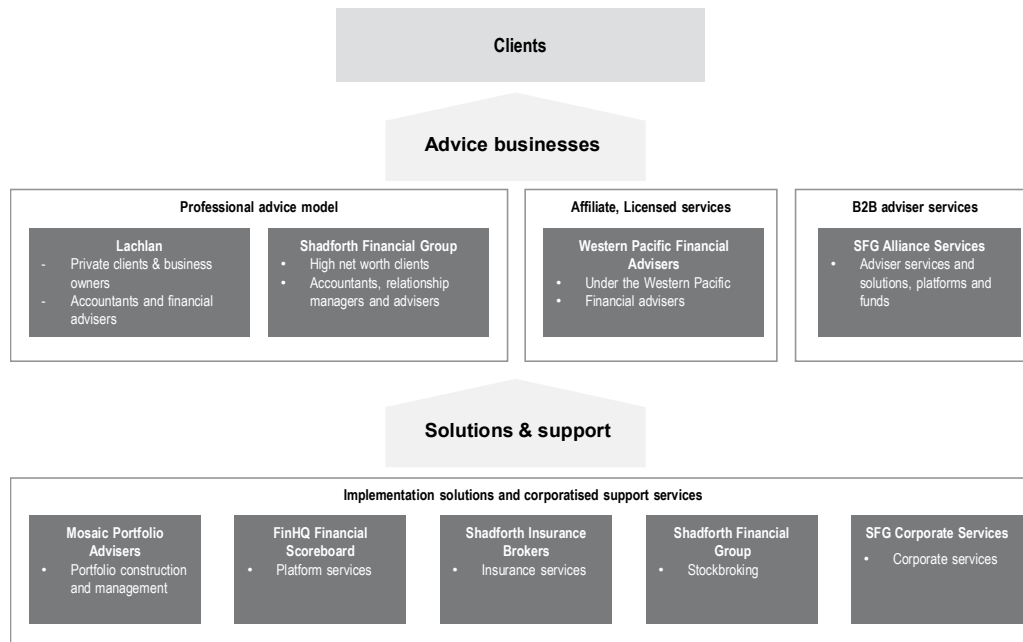 Clients
Advice businesses
Professional advice model
Lachlan
- Private clients & business
owners
- Accountants and financial
advisers
Shadforth Financial Group
• High net worth clients
• Accountants, relationship
managers and advisers
Affiliate, Licensed services
Western Pacific Financial
Advisers
• Under the Western Pacific
• Financial advisers
B2B adviser services
SFG Alliance Services
• Adviser services and
solutions, platforms and
funds
Solutions & support
Implementation solutions and corporatised support services
Mosaic Portfolio
Advisers
• Portfolio construction
and management
FinHQ Financial
Scoreboard
• Platform services
Shadforth Insurance
Brokers
• Insurance services
Shadforth Financial
Group
• Stockbroking
SFG Corporate Services
• Corporate services